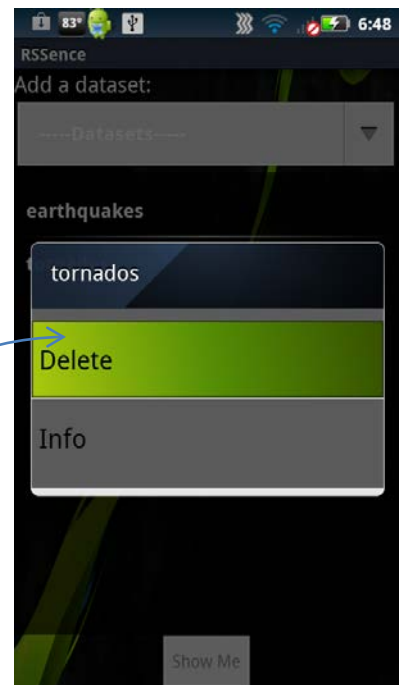 83° 6:48
RSSence
Add a dataset:
-----Datasets-----
earthquakes
tornados
Delete
Info
Show Me